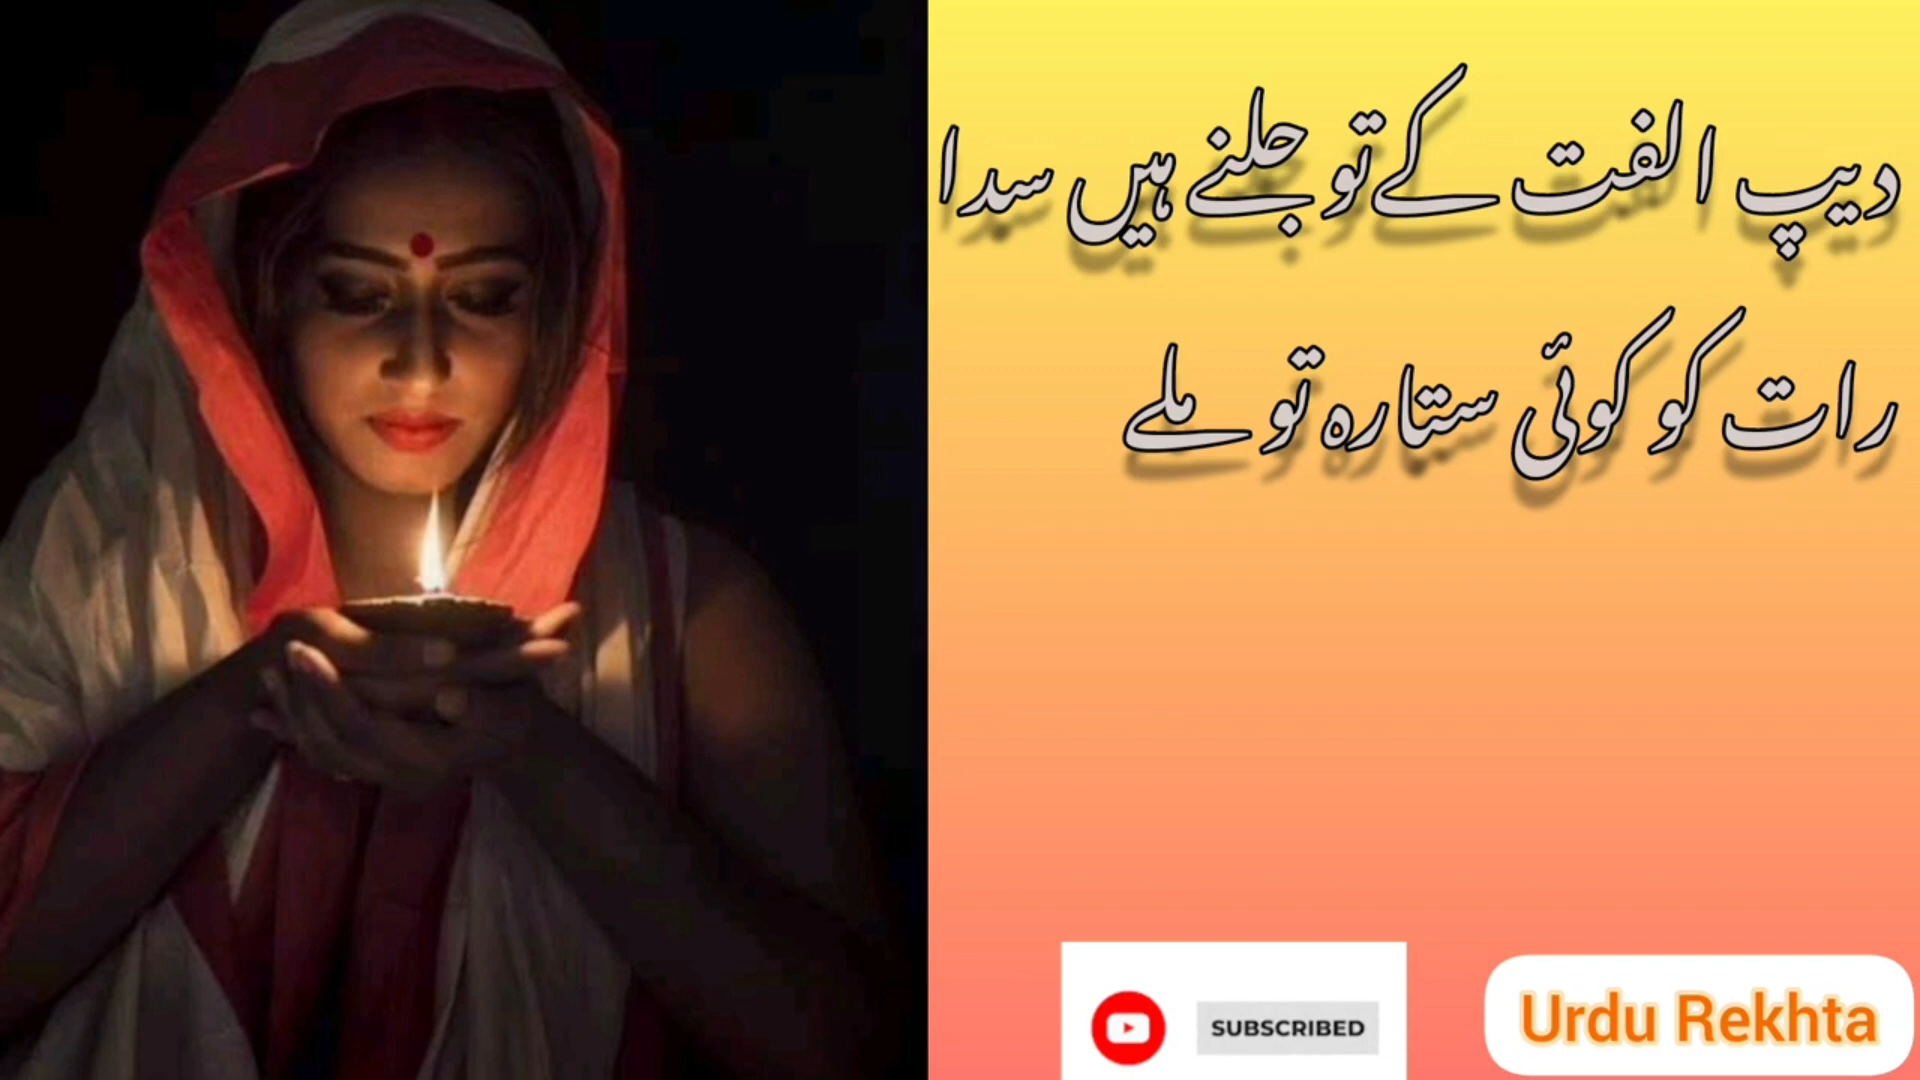 دیپ الفت کے تو جلنے ہیں سدا
رات کو کوئی ستارہ تو ملے
SUBSCRIBED
Urdu Rekhta